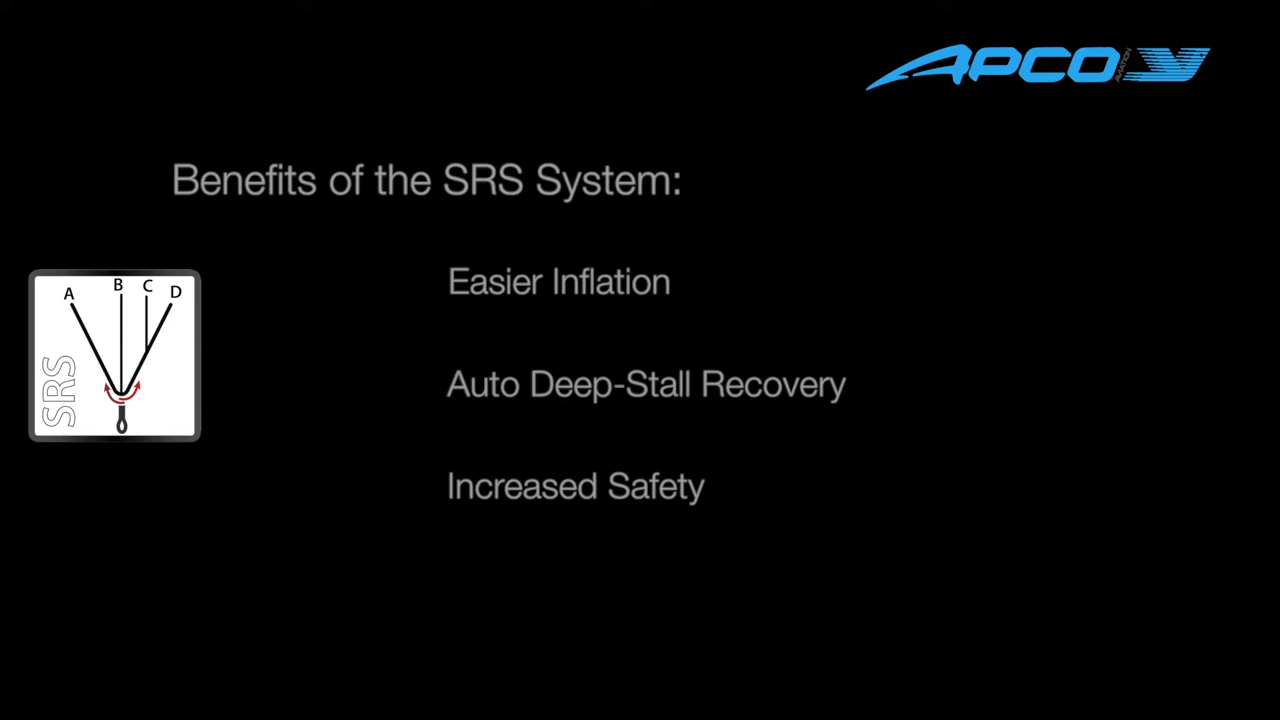 APCO AVIATION
Benefits of the SRS System:
Easier Inflation
A B C D
SRS
Auto Deep-Stall Recovery
Increased Safety